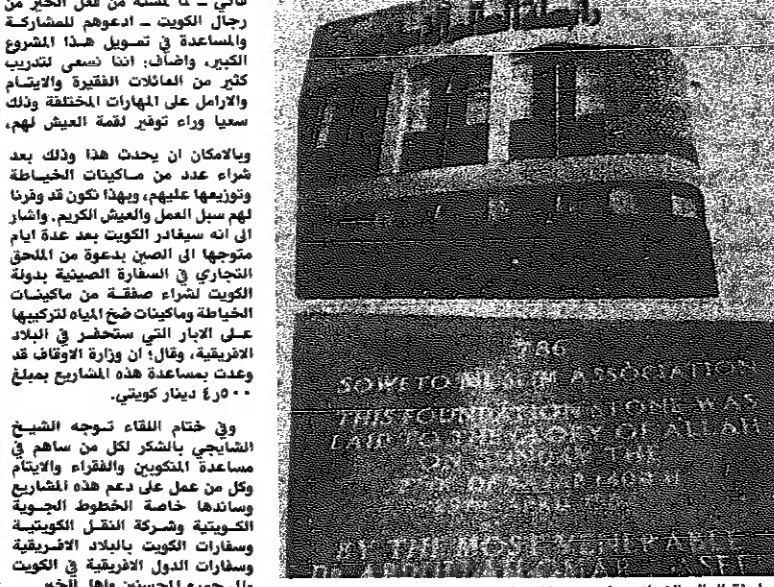 رجال الكويت ـ ادعوهم للمشاركة
والمساعدة في تمويل هذا المشروع
الكبير، واضاف: اننا نسعى لتدريب
كثير من العائلات الفقيرة والايتام
والارامل على المهارات المختلفة وذلك
سعيا وراء توفير لقمة العيش لهم،
وبالامكان ان يحدث هذا وذلك بعد
شراء عدد من ماكينات الخياطة
وتوزيعها عليهم، وبهذا نكون قد وفرنا
لهم سبل العمل والعيش الكريم. واشار
الى انه سيغادر الكويت بعد عدة ايام
متوجها الى الصين بدعوة من الملحق
التجاري في السفارة الصينية بدولة
الكويت لشراء صفقة من ماكينات
الخياطة وماكينات ضخ المياه لتركيبها
على الابار التي ستحفر في البلاد
الافريقية، وقال: ان وزارة الاوقاف قد
وعدت بمساعدة هذه المشاريع بمبلغ
٤٫٥٠٠ دينار كويتي.
وفي ختام اللقاء توجه الشيخ
الشايجي بالشكر لكل من ساهم في
مساعدة المنكوبين والفقراء والايتام
وكل من عمل على دعم هذه المشاريع
وساندها خاصة الخطوط الجوية
الكويتية وشركة النقل الكويتية
وسفارات الكويت بالبلاد الافريقية
وسفارات الدول الافريقية في الكويت
786
SOWETO MUSLIM ASSOCIATION
THIS FOUNDATION STONE WAS
LAID TO THE GLORY OF ALLAH
THE
BY THE MOST VENERABLE